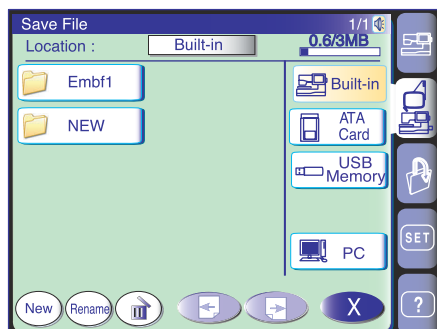 Save File 1/1
Location : Built-in 0.6/3MB
Embf1
NEW
Built-in
ATA
Card
USB
Memory
PC
SET
New Rename X ?